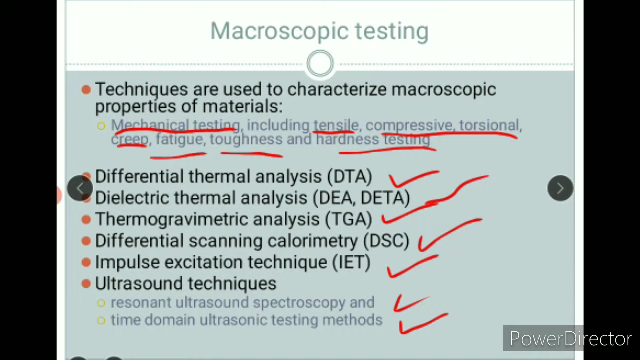 Macroscopic testing
Techniques are used to characterize macroscopic
properties of materials:
Mechanical testing, including tensile, compressive, torsional,
creep, fatigue, toughness and hardness testing
Differential thermal analysis (DTA)
Dielectric thermal analysis (DEA, DETA)
Thermogravimetric analysis (TGA)
Differential scanning calorimetry (DSC)
Impulse excitation technique (IET)
Ultrasound techniques
resonant ultrasound spectroscopy and
time domain ultrasonic testing methods
PowerDirector